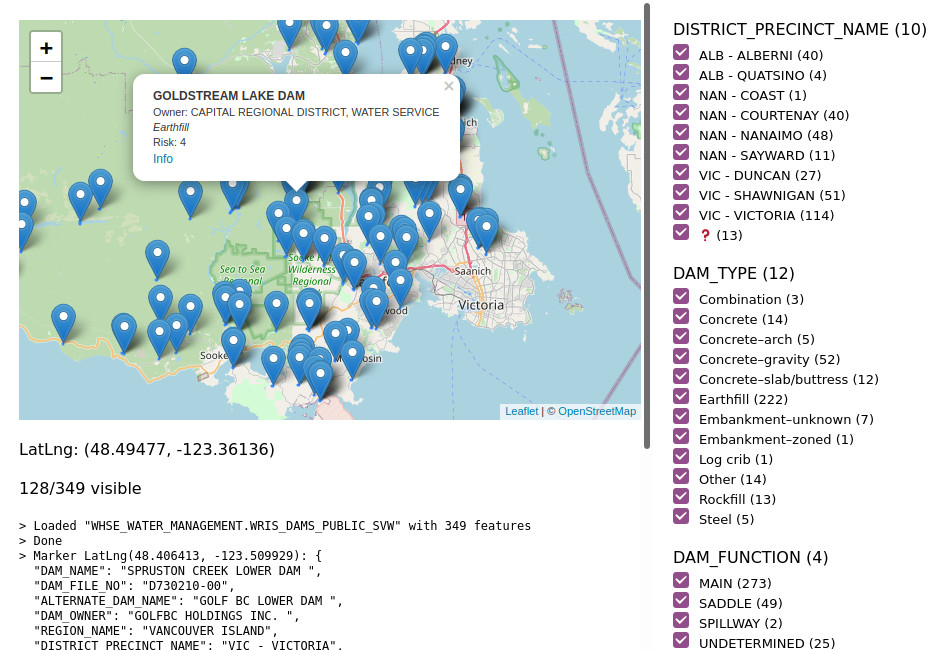 +
−
×
GOLDSTREAM LAKE DAM
Owner: CAPITAL REGIONAL DISTRICT, WATER SERVICE
Earthfill
Risk: 4
Info
Sea to Sea
Regional
Wilderness
Regional
Saanich
Victoria
Sooke
Leaflet | © OpenStreetMap
LatLng: (48.49477, -123.36136)
128/349 visible
> Loaded "WHSE_WATER_MANAGEMENT.WRIS_DAMS_PUBLIC_SVW" with 349 features
> Done
> Marker LatLng(48.406413, -123.509929): {
"DAM_NAME": "SPRUSTON CREEK LOWER DAM ",
"DAM_FILE_NO": "D730210-00",
"ALTERNATE_DAM_NAME": "GOLF BC LOWER DAM ",
"DAM_OWNER": "GOLFBC HOLDINGS INC. ",
"REGION_NAME": "VANCOUVER ISLAND",
"DISTRICT_PRECINCT_NAME": "VIC - VICTORIA",
DISTRICT_PRECINCT_NAME (10)
ALB - ALBERNI (40)
ALB - QUATSINO (4)
NAN - COAST (1)
NAN - COURTENAY (40)
NAN - NANAIMO (48)
NAN - SAYWARD (11)
VIC - DUNCAN (27)
VIC - SHAWNIGAN (51)
VIC - VICTORIA (114)
❓ (13)
DAM_TYPE (12)
Combination (3)
Concrete (14)
Concrete–arch (5)
Concrete–gravity (52)
Concrete–slab/buttress (12)
Earthfill (222)
Embankment–unknown (7)
Embankment–zoned (1)
Log crib (1)
Other (14)
Rockfill (13)
Steel (5)
DAM_FUNCTION (4)
MAIN (273)
SADDLE (49)
SPILLWAY (2)
UNDETERMINED (25)